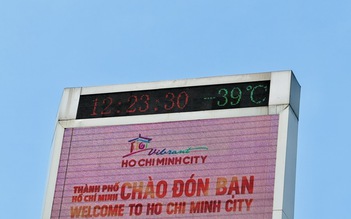 12:23:30 -39°C
Vibrant
HO CHI MINH CITY
THÀNH PHỐ
HỒ CHÍ MINH CHÀO ĐÓN BẠN
WELCOME TO HO CHI MINH CITY